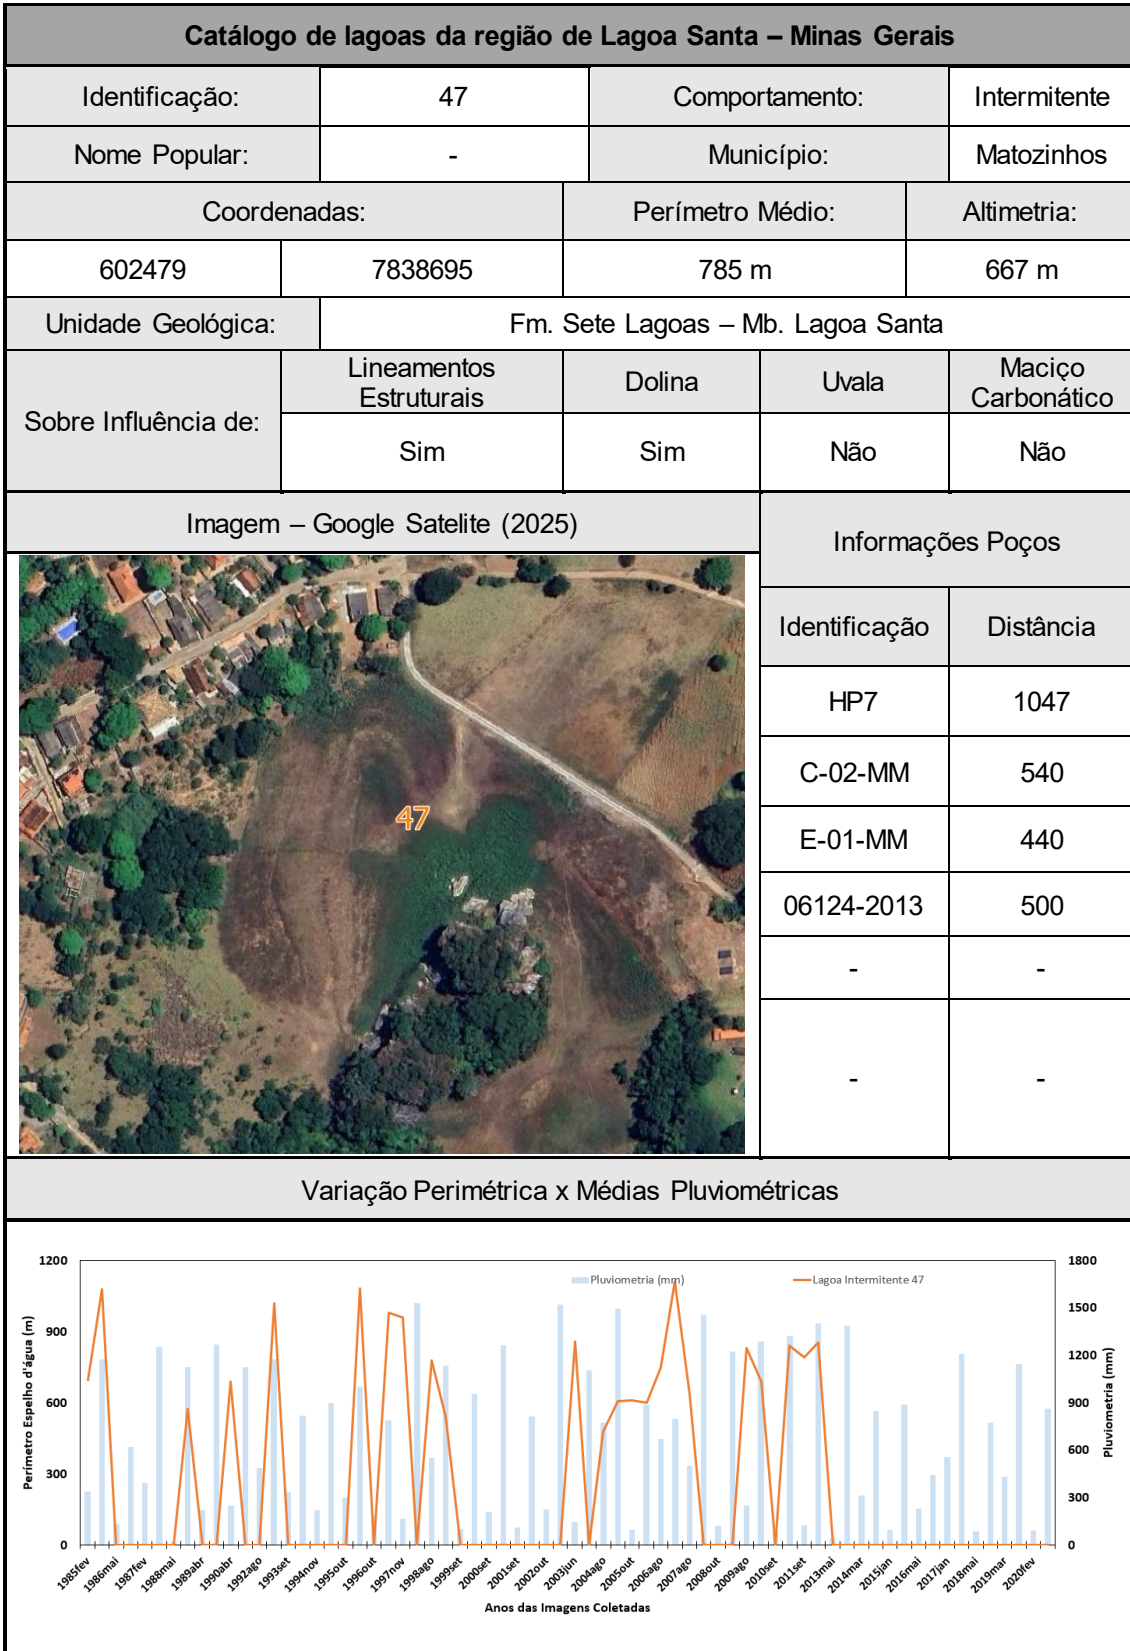 Catálogo de lagoas da região de Lagoa Santa – Minas Gerais
Identificação: 47 Comportamento: Intermitente
Nome Popular: - Município: Matozinhos
Coordenadas: Perímetro Médio: Altimetria:
602479 7838695 785 m 667 m
Unidade Geológica: Fm. Sete Lagoas – Mb. Lagoa Santa
Sobre Influência de:
Lineamentos
Estruturais
Dolina
Uvala
Maciço
Carbonático
Sim Sim Não Não
Imagem – Google Satelite (2025)
47
Informações Poços
Identificação Distância
HP7 1047
C-02-MM 540
E-01-MM 440
06124-2013 500
- -
- -
Variação Perimétrica x Médias Pluviométricas
Pluviometria (mm) Lagoa Intermitente 47
Perímetro Espelho d'água (m)
1200
900
600
300
0
1800
1500
1200
900
600
300
0
Pluviometria (mm)
1985fev 1986mai 1987fev 1988mai 1989abr 1990abr 1992ago 1993set 1994nov 1995out 1996out 1997nov 1998ago 1999set 2000set 2001set 2002out 2003jun 2004ago 2005out 2006ago 2007ago 2008out 2009ago 2010set 2011set 2013mai 2014mar 2015jan 2016mai 2017jan 2018mai 2019mar 2020fev
Anos das Imagens Coletadas